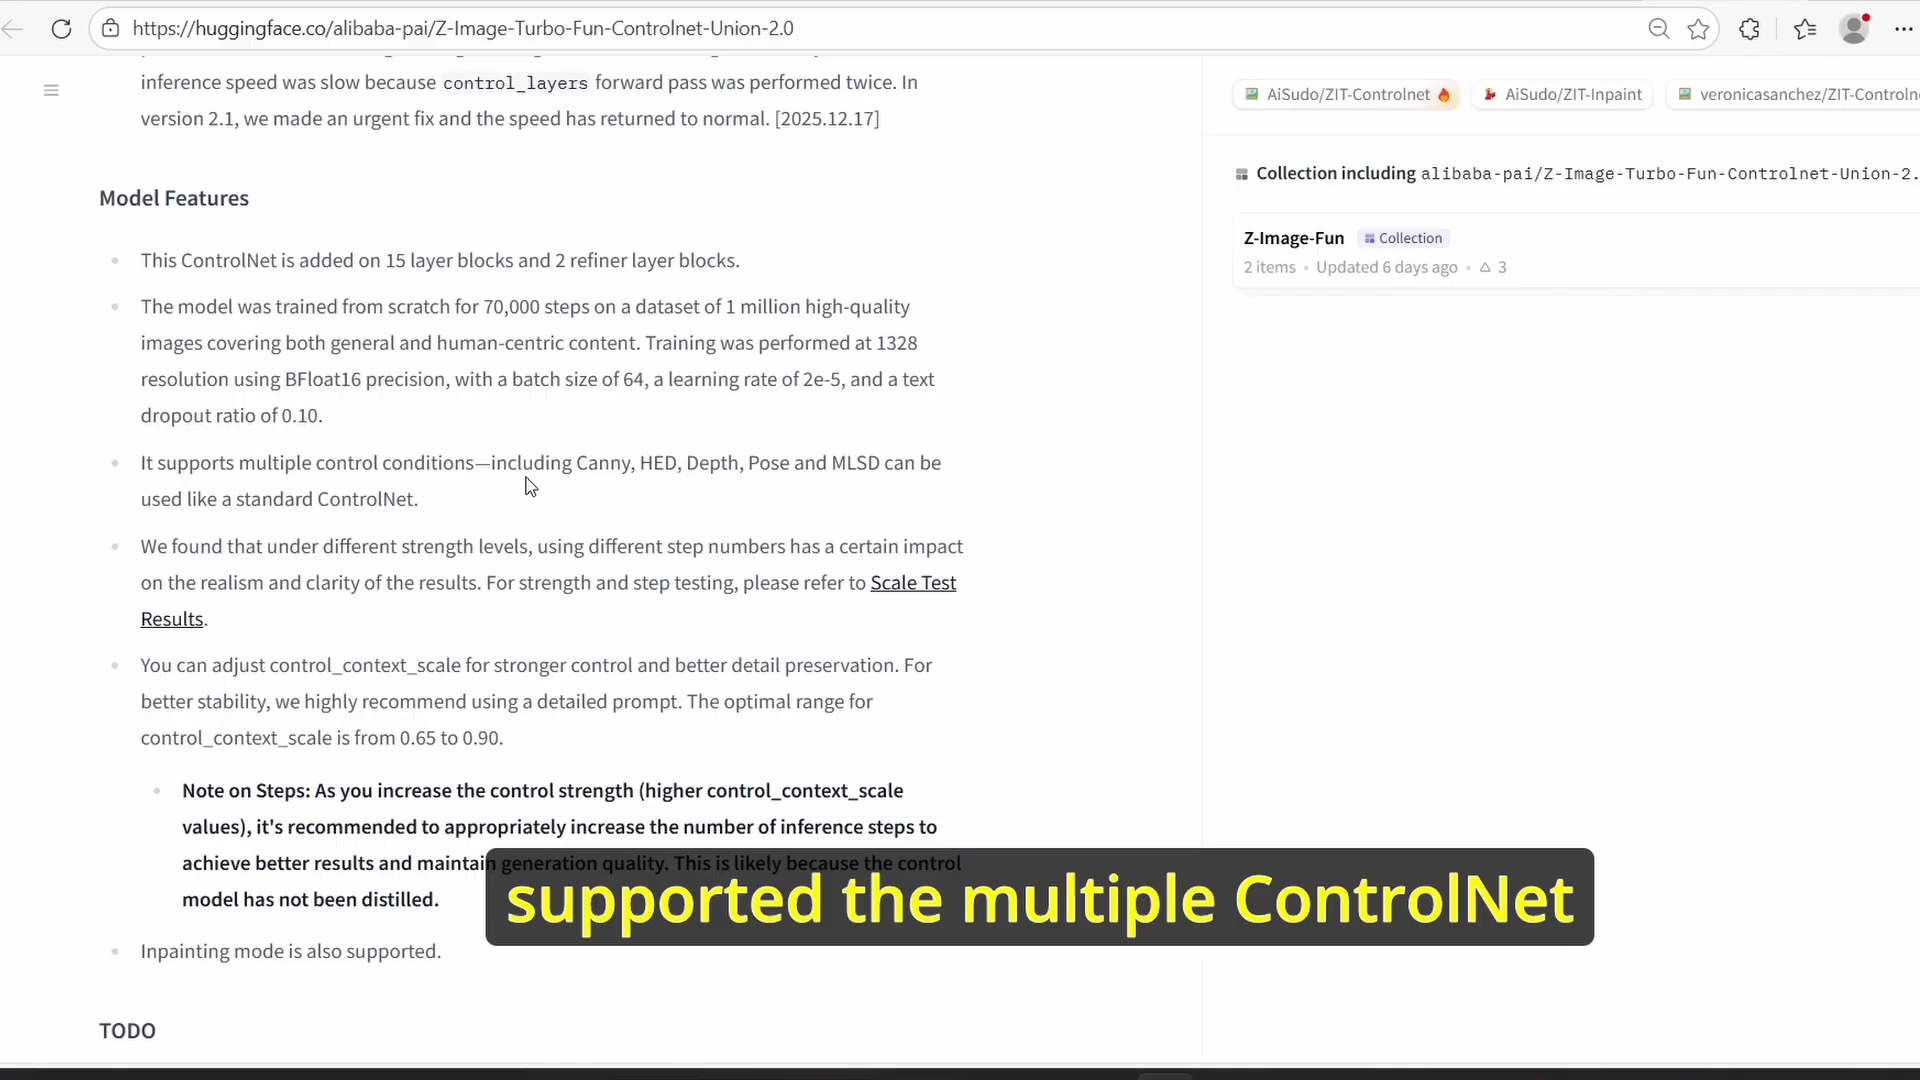 https://huggingface.co/alibaba-pai/Z-Image-Turbo-Fun-Controlnet-Union-2.0
inference speed was slow because control_layers forward pass was performed twice. In
version 2.1, we made an urgent fix and the speed has returned to normal. [2025.12.17]
Model Features
This ControlNet is added on 15 layer blocks and 2 refiner layer blocks.
The model was trained from scratch for 70,000 steps on a dataset of 1 million high-quality
images covering both general and human-centric content. Training was performed at 1328
resolution using BFloat16 precision, with a batch size of 64, a learning rate of 2e-5, and a text
dropout ratio of 0.10.
It supports multiple control conditions—including Canny, HED, Depth, Pose and MLSD can be
used like a standard ControlNet.
We found that under different strength levels, using different step numbers has a certain impact
on the realism and clarity of the results. For strength and step testing, please refer to Scale Test
Results.
You can adjust control_context_scale for stronger control and better detail preservation. For
better stability, we highly recommend using a detailed prompt. The optimal range for
control_context_scale is from 0.65 to 0.90.
Note on Steps: As you increase the control strength (higher control_context_scale
values), it's recommended to appropriately increase the number of inference steps to
achieve better results and maintain generation quality. This is likely because the control
model has not been distilled.
Inpainting mode is also supported.
TODO
AiSudo/ZIT-Controlnet
AiSudo/ZIT-Inpaint
veronicasanchez/ZIT-Controlne
Collection including alibaba-pai/Z-Image-Turbo-Fun-Controlnet-Union-2.
Z-Image-Fun Collection
2 items • Updated 6 days ago • 3
supported the multiple ControlNet